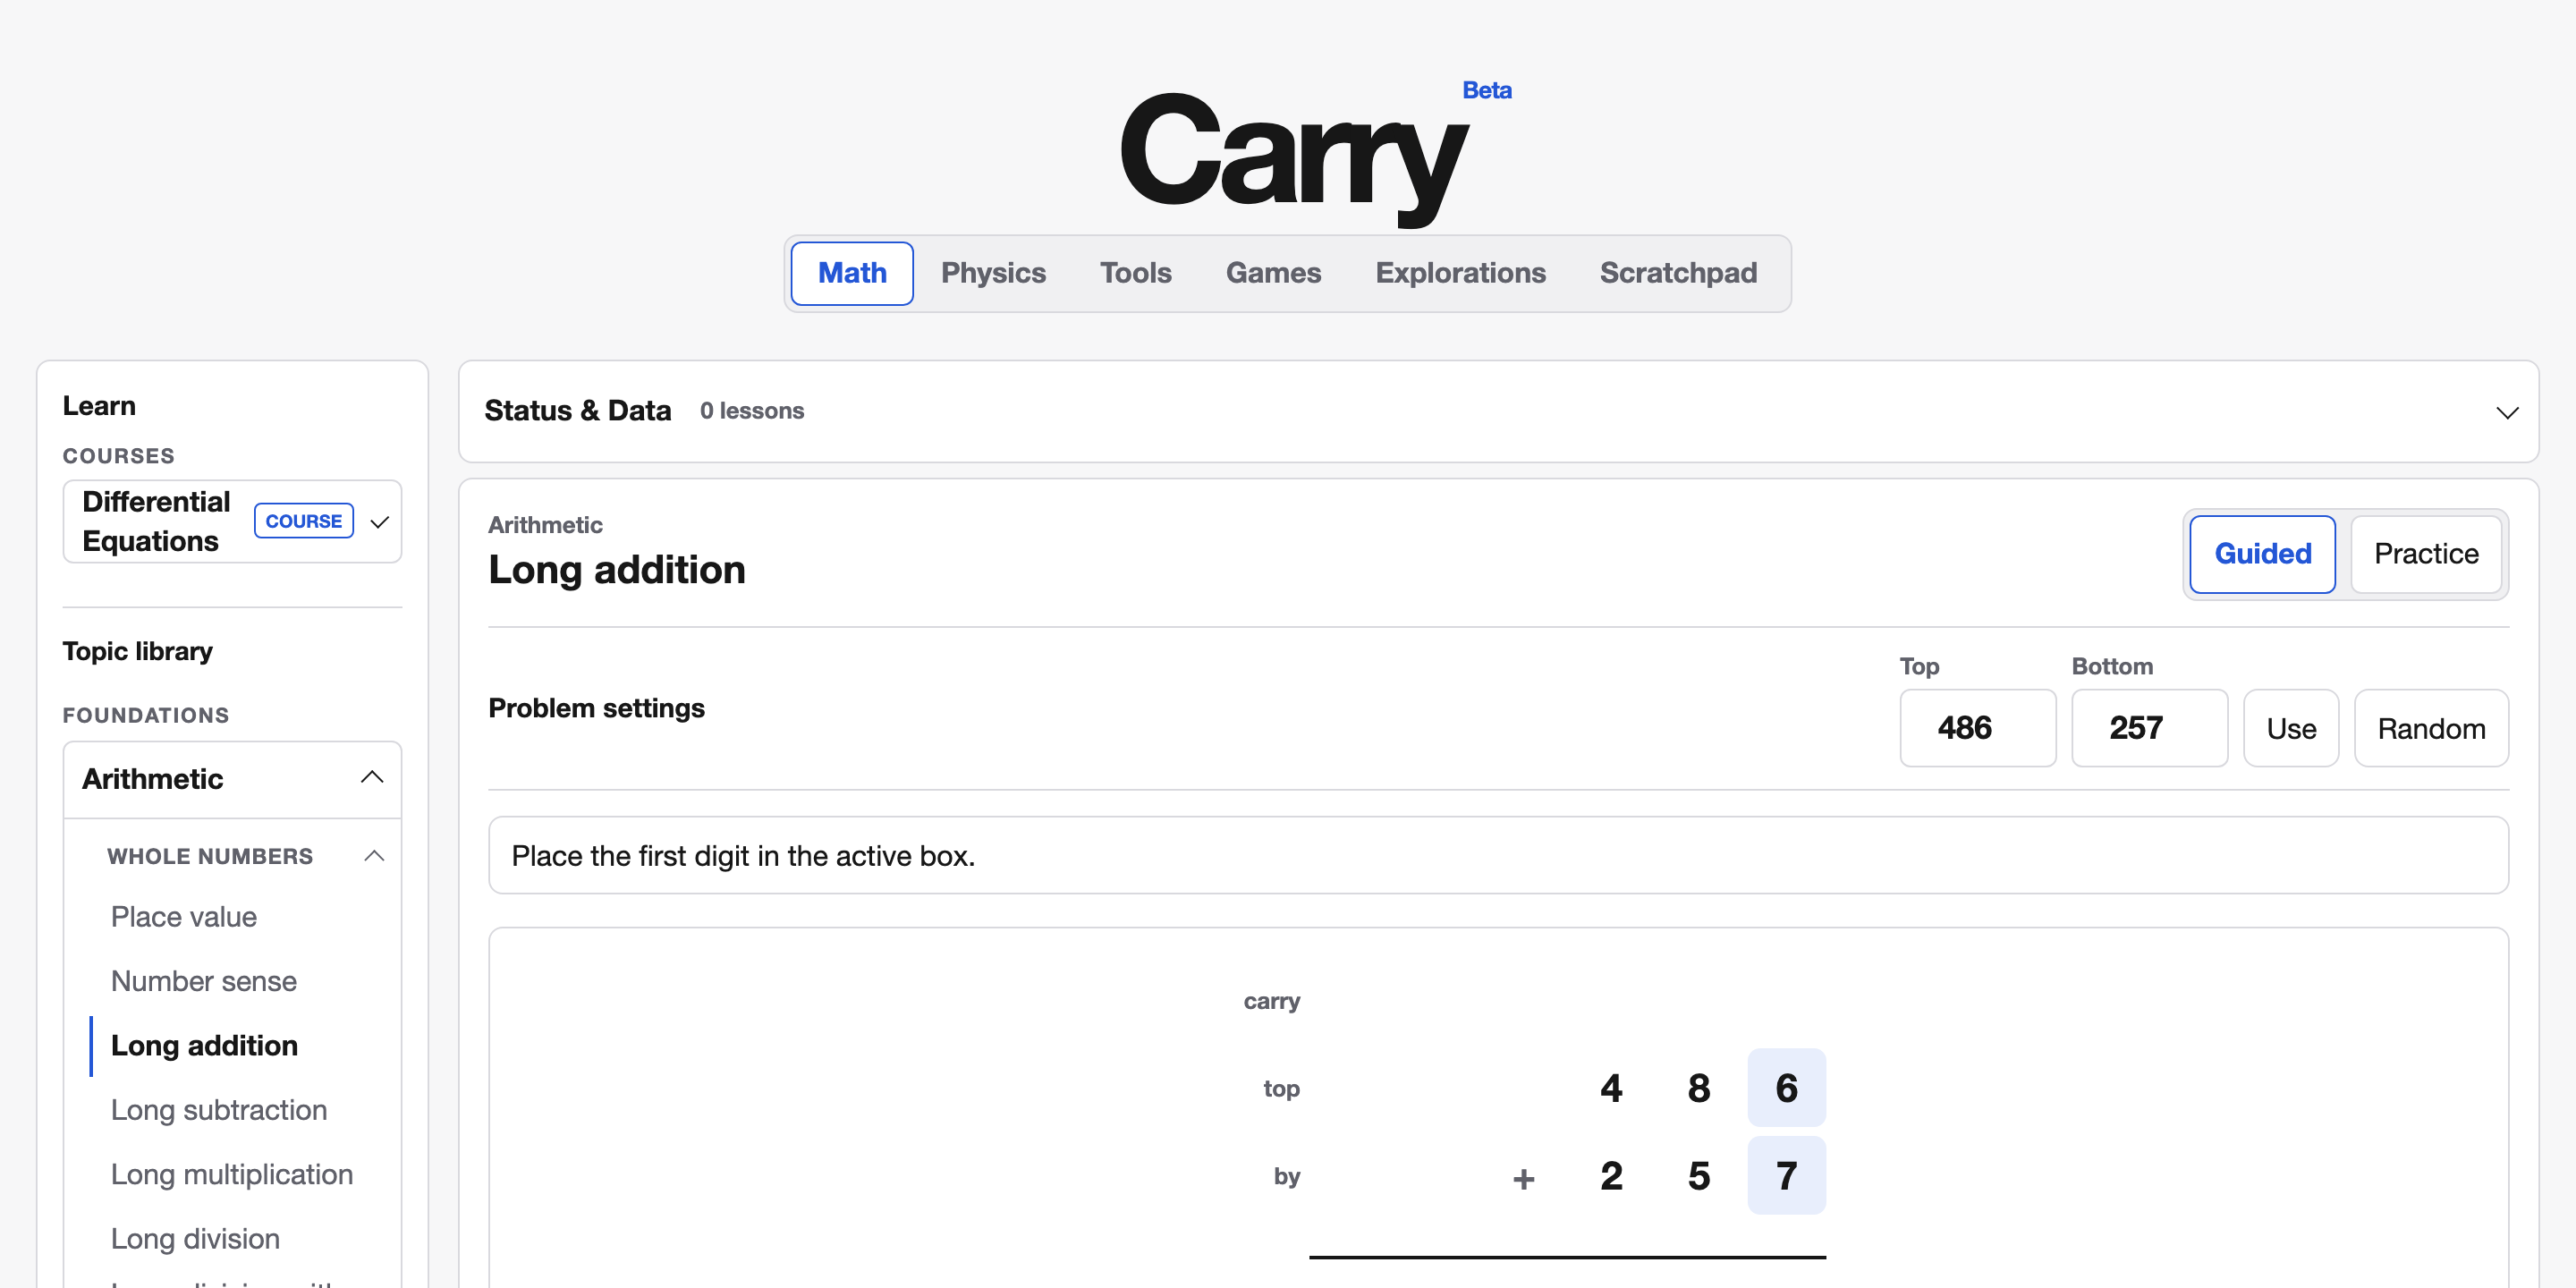 Carry Beta
Math Physics Tools Games Explorations Scratchpad
Learn
COURSES
Differential Equations COURSE
Topic library
FOUNDATIONS
Arithmetic
WHOLE NUMBERS
Place value
Number sense
Long addition
Long subtraction
Long multiplication
Long division
Status & Data 0 lessons
Arithmetic
Long addition
Guided Practice
Problem settings
Top Bottom
486 257 Use Random
Place the first digit in the active box.
carry
top 4 8 6
by + 2 5 7